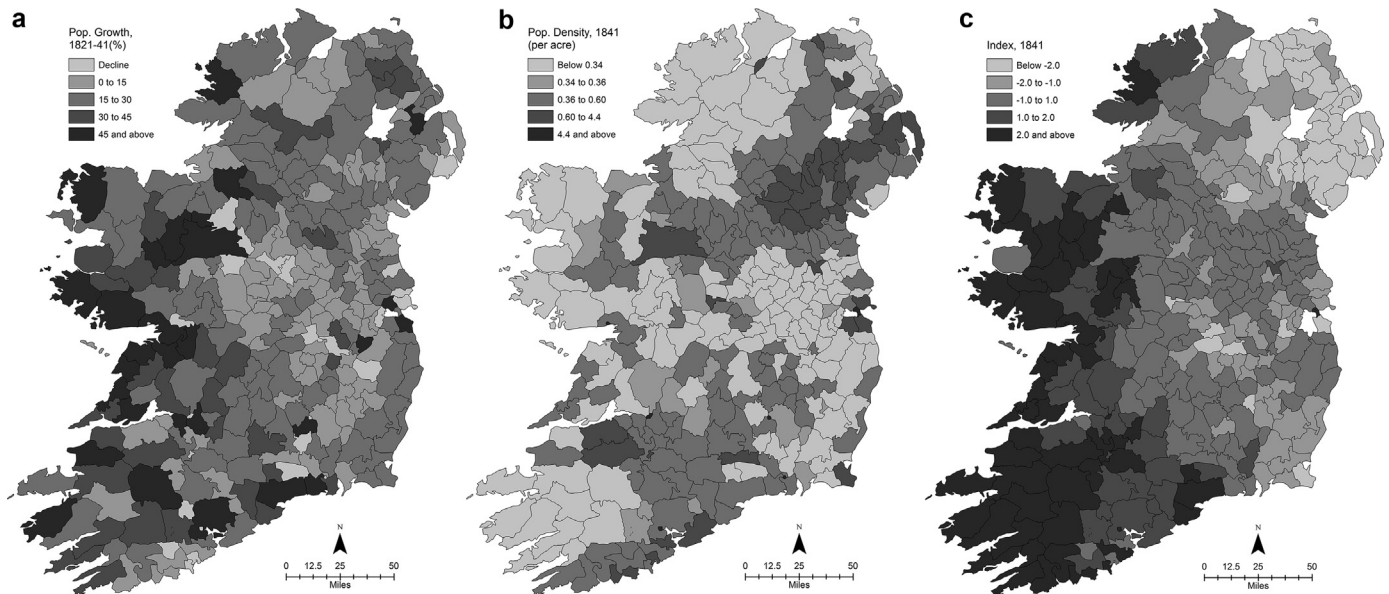 a
Pop. Growth,
1821-41(%)
Decline
0 to 15
15 to 30
30 to 45
45 and above
N
0 12.5 25 50
Miles
b
Pop. Density, 1841
(per acre)
Below 0.34
0.34 to 0.36
0.36 to 0.60
0.60 to 4.4
4.4 and above
N
0 12.5 25 50
Miles
c
Index, 1841
Below -2.0
-2.0 to -1.0
-1.0 to 1.0
1.0 to 2.0
2.0 and above
N
0 12.5 25 50
Miles